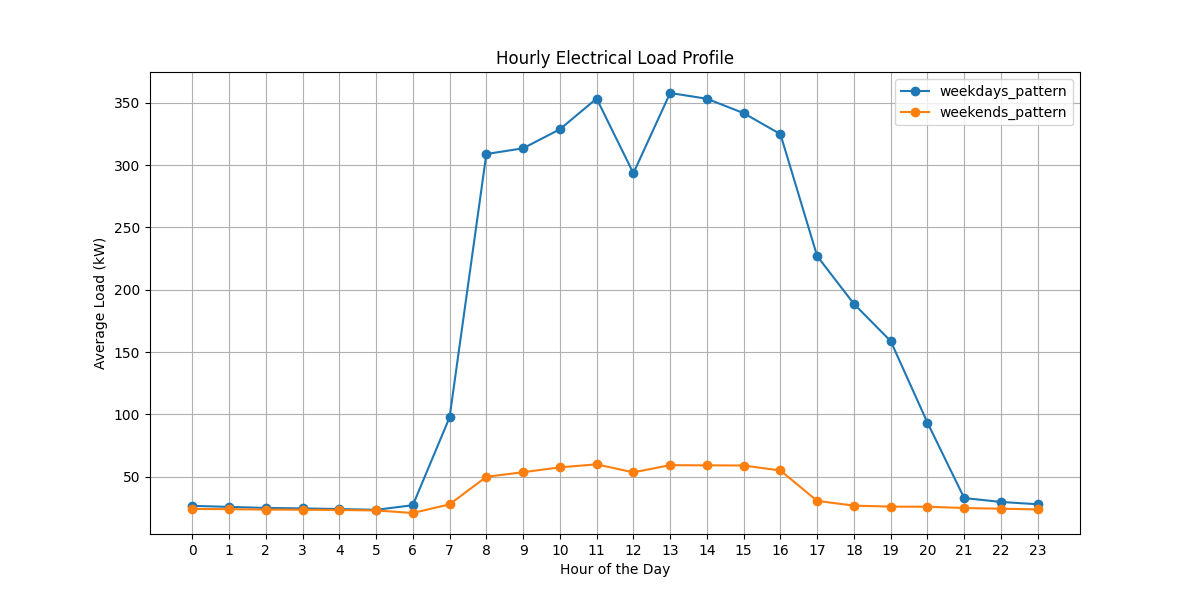 Hourly Electrical Load Profile
weekdays_pattern
weekends_pattern
Average Load (kW)
350
300
250
200
150
100
50
0 1 2 3 4 5 6 7 8 9 10 11 12 13 14 15 16 17 18 19 20 21 22 23
Hour of the Day